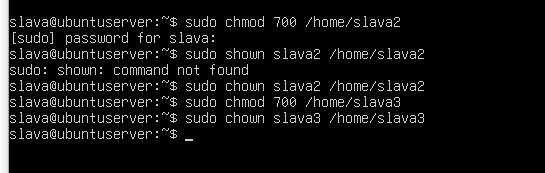 slava@ubuntuserver:~$ sudo chmod 700 /home/slava2
[sudo] password for slava:
slava@ubuntuserver:~$ sudo shown slava2 /home/slava2
sudo: shown: command not found
slava@ubuntuserver:~$ sudo chown slava2 /home/slava2
slava@ubuntuserver:~$ sudo chmod 700 /home/slava3
slava@ubuntuserver:~$ sudo chown slava3 /home/slava3
slava@ubuntuserver:~$ _